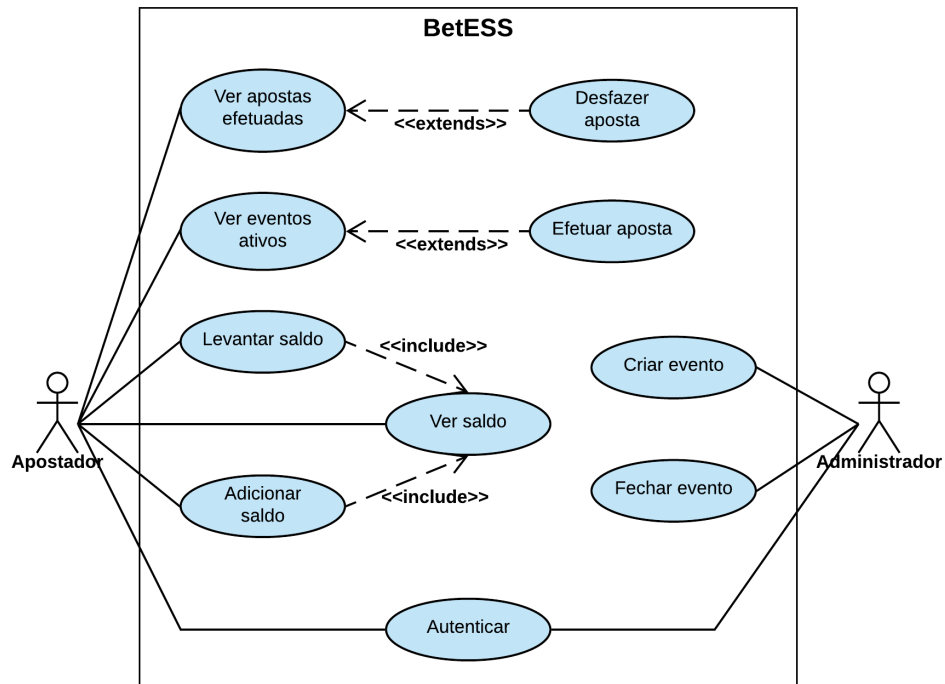 BetESS
Ver apostas
efetuadas
<<extends>>
Desfazer
aposta
Ver eventos
ativos
<<extends>>
Efetuar aposta
Levantar saldo
<<include>>
Criar evento
Ver saldo
Apostador
Administrador
Adicionar
saldo
<<include>>
Fechar evento
Autenticar